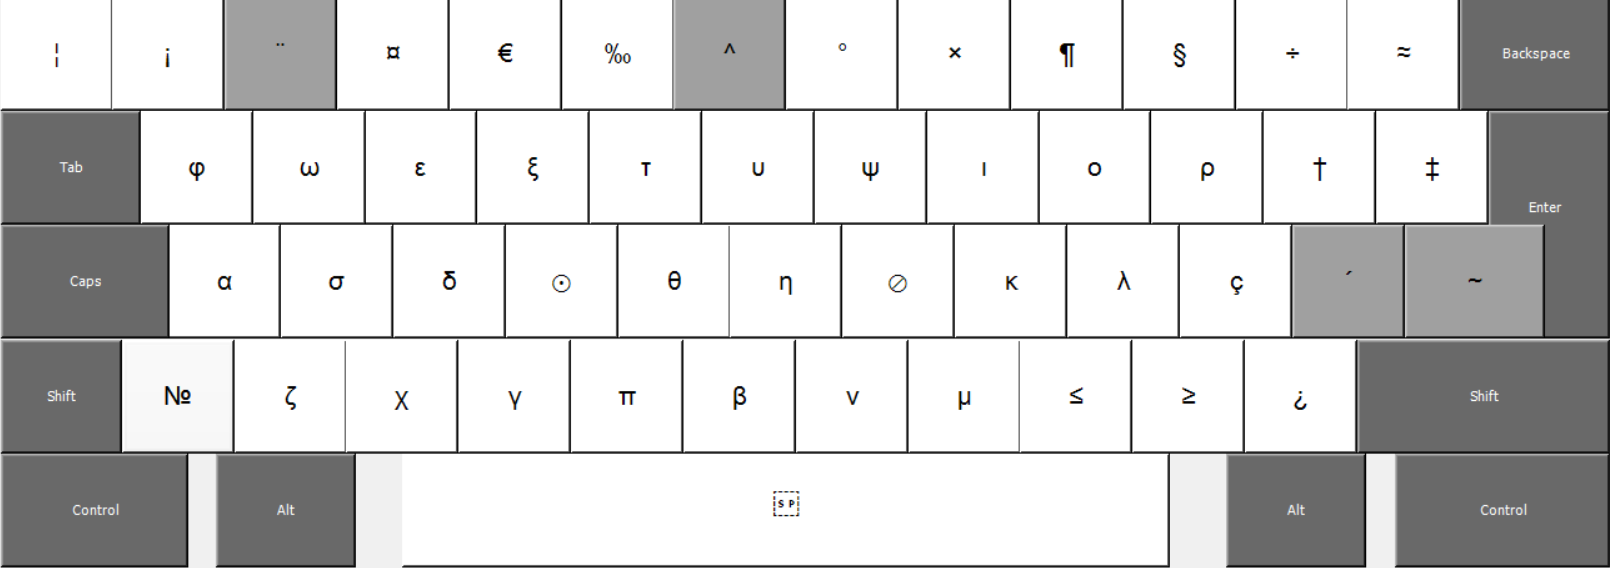 ¦ ¡ ¨ ¤ € ‰ ^ ° × ¶ § ÷ ≈ Backspace
Tab φ ω ε ξ τ υ ψ ι ο ρ † ‡ Enter
Caps α σ δ ⊙ θ η ⊘ κ λ ç ´ ~
Shift № ζ χ γ π β ν μ ≤ ≥ ¿ Shift
Control Alt SP Alt Control